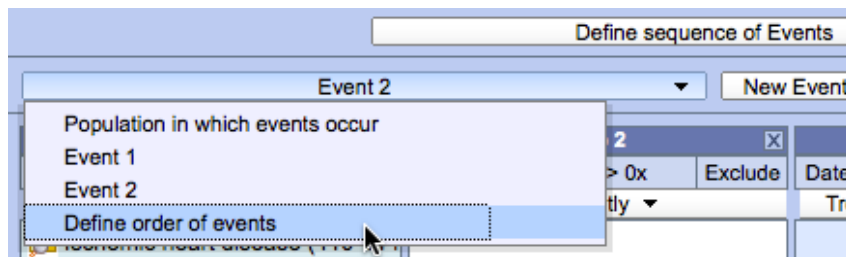 Define sequence of Events
Event 2
New Event
Population in which events occur
Event 1
Event 2
Define order of events
2
> 0x
Exclude
Date
tly
Tr